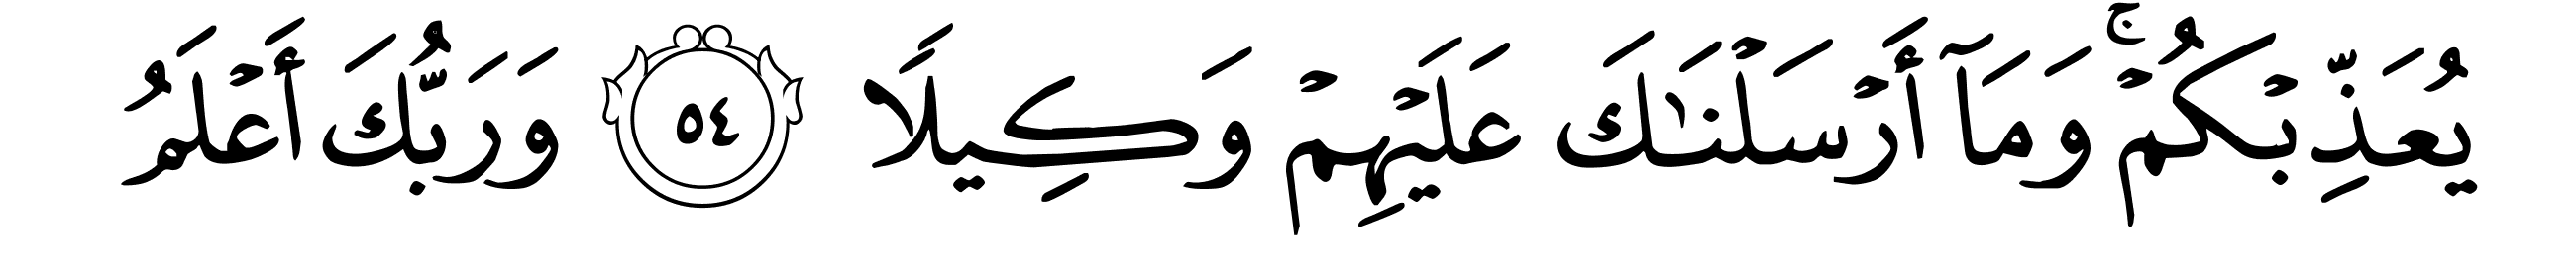 يُعَذِّبْكُمْۚ وَمَآ أَرْسَلْنَٰكَ عَلَيْهِمْ وَكِيلًا ٥٤ وَرَبُّكَ أَعْلَمُ